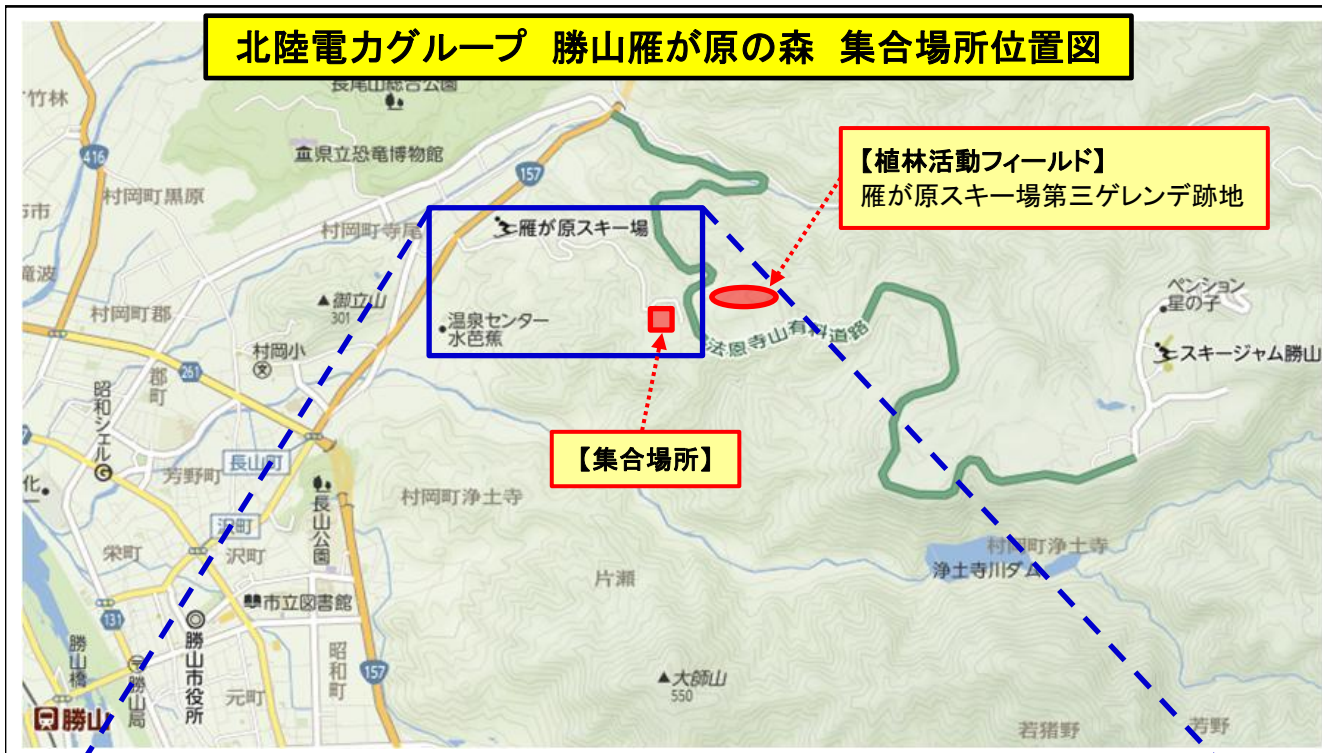 北陸電力グループ 勝山雁が原の森 集合場所位置図
長尾山総合公園
竹林
416
県立恐竜博物館
157
【植林活動フィールド】
雁が原スキー場第三ゲレンデ跡地
村岡町黒原
市
村岡町寺尾
雁が原スキー場
滝波
御立山
301
村岡町郡
温泉センター
水芭蕉
ペンション
星の子
法恩寺山有料道路
スキージャム勝山
村岡小
文
郡町
261
昭和シェル
【集合場所】
長山町
芳野町
化
長山公園
村岡町浄土寺
沢町
栄町
沢町
村岡町浄土寺
浄土寺川ダム
片瀬
市立図書館
131
勝山橋
勝山市役所
昭和町
157
大師山
550
勝山局
元町
勝山
若猪野
芳野